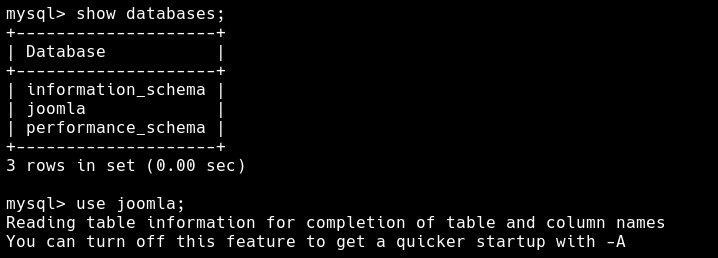 mysql> show databases;
+--------------------+
| Database           |
+--------------------+
| information_schema |
| joomla             |
| performance_schema |
+--------------------+
3 rows in set (0.00 sec)

mysql> use joomla;
Reading table information for completion of table and column names
You can turn off this feature to get a quicker startup with -A